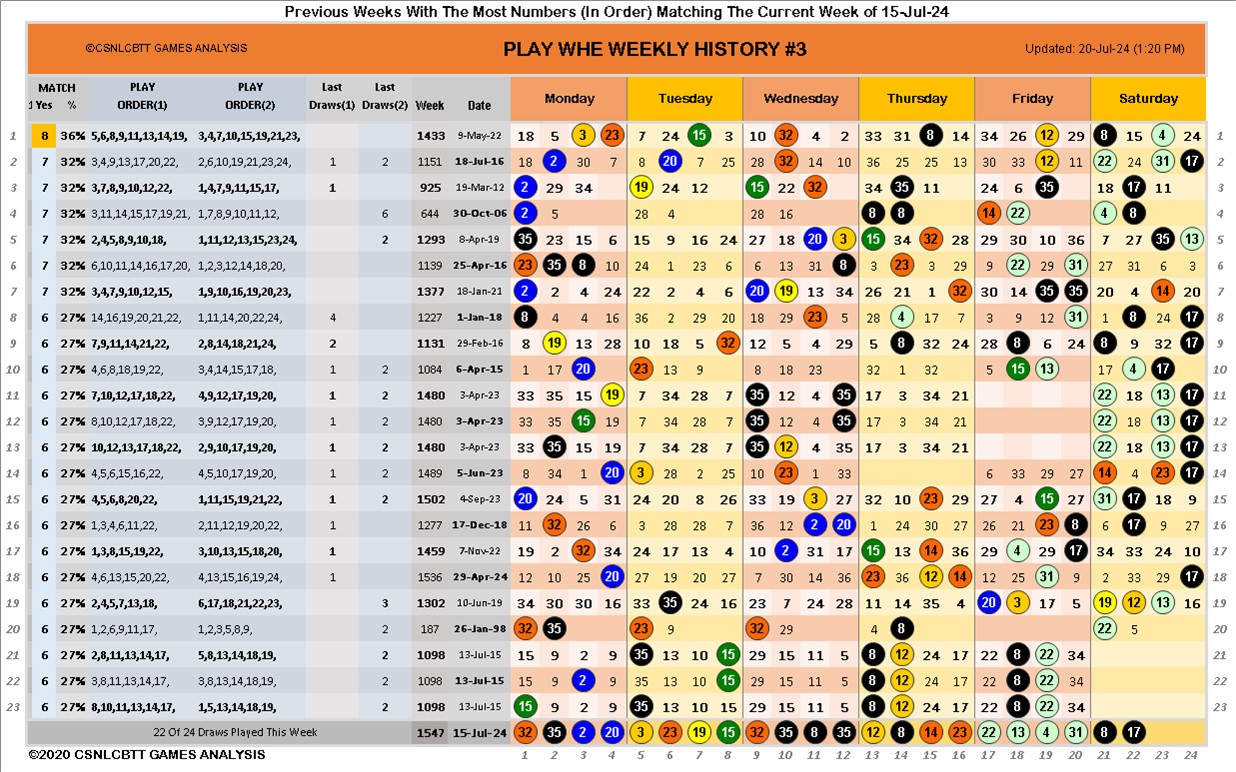 Previous Weeks With The Most Numbers (In Order) Matching The Current Week of 15-Jul-24
©CSNLCBTT GAMES ANALYSIS PLAY WHE WEEKLY HISTORY #3 Updated: 20-Jul-24 (1:20 PM)
MATCH PLAY PLAY Last Last
1 Yes % ORDER(1) ORDER(2) Draws(1) Draws(2) Week Date Monday Tuesday Wednesday Thursday Friday Saturday
1 8 36% 5,6,8,9,11,13,14,19, 3,4,7,10,15,19,21,23, 1433 9-May-22 18 5 3 23 7 24 15 3 10 32 4 2 33 31 8 14 34 26 12 29 8 15 4 24 1
2 7 32% 3,4,9,13,17,20,22, 2,6,10,19,21,23,24, 1 2 1151 18-Jul-16 18 2 30 7 6 20 7 25 28 32 14 10 36 25 25 13 30 33 12 11 22 24 31 17 2
3 7 32% 3,7,8,9,10,12,22, 1,4,7,9,11,15,17, 1 925 19-Mar-12 2 29 34 19 24 12 15 22 32 34 35 11 24 6 35 18 17 11 3
4 7 32% 3,11,14,15,17,19,21, 1,7,8,9,10,11,12, 6 644 30-Oct-06 2 5 28 4 28 16 8 8 14 22 4 8 4
5 7 32% 2,4,5,8,9,10,18, 1,11,12,13,15,23,24, 2 1293 8-Apr-19 35 23 15 6 15 9 16 24 27 18 20 3 15 34 32 28 29 30 10 36 7 27 35 13 5
6 7 32% 6,10,11,14,16,17,20, 1,2,3,12,14,18,20, 1139 25-Apr-16 23 35 8 10 24 1 23 6 6 13 31 8 3 23 3 29 9 22 29 31 27 31 6 3 6
7 7 32% 3,4,7,9,10,12,15, 1,9,10,16,19,20,23, 1377 18-Jan-21 2 2 4 24 22 2 4 6 20 19 13 34 26 21 1 32 30 14 35 35 20 4 14 20 7
8 6 27% 14,16,19,20,21,22, 1,11,14,20,22,24, 4 1227 1-Jan-18 8 4 4 16 36 2 29 20 18 29 23 5 28 4 17 7 3 9 12 31 1 8 24 17 8
9 6 27% 7,9,11,14,21,22, 2,8,14,18,21,24, 2 1131 29-Feb-16 8 19 13 28 10 18 5 32 12 5 4 29 5 8 32 24 28 8 6 24 8 9 32 17 9
10 6 27% 4,6,8,18,19,22, 3,4,14,15,17,18, 1 2 1084 6-Apr-15 1 17 20 23 13 9 8 18 23 32 1 32 5 15 13 17 4 17 10
11 6 27% 7,10,12,17,18,22, 4,9,12,17,19,20, 1 2 1480 3-Apr-23 33 35 15 19 7 34 28 7 35 12 4 35 17 3 34 21 22 18 13 17 11
12 6 27% 8,10,12,17,18,22, 3,9,12,17,19,20, 1 2 1480 3-Apr-23 33 35 15 19 7 34 28 7 35 12 4 35 17 3 34 21 22 18 13 17 12
13 6 27% 10,12,13,17,18,22, 2,9,10,17,19,20, 1 2 1480 3-Apr-23 33 35 15 19 7 34 28 7 35 12 4 35 17 3 34 21 22 18 13 17 13
14 6 27% 4,5,6,15,16,22, 4,5,10,17,19,20, 1 2 1489 5-Jun-23 8 34 1 20 3 28 2 25 10 23 1 33 6 33 27 27 14 4 23 17 14
15 6 27% 4,5,6,8,20,22, 1,11,15,19,21,22, 1 2 1502 4-Sep-23 20 24 5 31 24 20 8 26 33 19 3 27 32 10 23 29 27 4 15 27 31 17 18 9 15
16 6 27% 1,3,4,6,11,22, 2,11,12,19,20,22, 1 1277 17-Dec-18 11 32 26 6 3 28 28 7 36 12 2 20 1 24 30 27 26 21 23 8 6 17 9 27 16
17 6 27% 1,3,8,15,19,22, 3,10,13,15,18,20, 1 1459 7-Nov-22 19 2 32 34 24 17 13 4 10 2 31 17 15 13 14 36 29 4 29 17 34 33 24 10 17
18 6 27% 4,6,13,15,20,22, 4,13,15,16,19,24, 1 1536 29-Apr-24 12 10 25 20 27 19 20 27 7 30 14 36 23 36 12 14 12 25 31 9 2 33 29 17 18
19 6 27% 2,4,5,7,13,18, 6,17,18,21,22,23, 3 1302 10-Jun-19 34 30 30 16 33 35 24 16 23 7 24 28 11 14 35 4 20 3 17 5 19 12 13 16 19
20 6 27% 1,2,6,9,11,17, 1,2,3,5,8,9, 2 187 26-Jan-98 32 35 23 9 32 29 4 8 22 5 20
21 6 27% 2,8,11,13,14,17, 5,8,13,14,18,19, 2 1098 13-Jul-15 15 9 2 9 35 13 10 15 29 15 11 5 8 12 24 17 22 8 22 34 21
22 6 27% 3,8,11,13,14,17, 3,8,13,14,18,19, 2 1098 13-Jul-15 15 9 2 9 35 13 10 15 29 15 11 5 8 12 24 17 22 8 22 34 22
23 6 27% 8,10,11,13,14,17, 1,5,13,14,18,19, 2 1098 13-Jul-15 15 9 2 9 35 13 10 15 29 15 11 5 8 12 24 17 22 8 22 34 23
22 Of 24 Draws Played This Week 1547 15-Jul-24 32 35 2 20 3 23 19 15 32 35 8 35 12 8 14 23 22 13 4 31 8 17
©2020 CSNLCBTT GAMES ANALYSIS 1 2 3 4 5 6 7 8 9 10 11 12 13 14 15 16 17 18 19 20 21 22 23 24